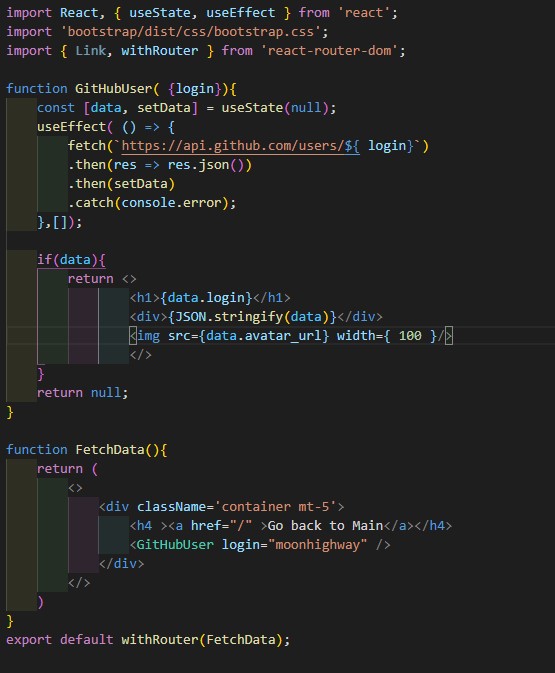 import React, { useState, useEffect } from 'react';
import 'bootstrap/dist/css/bootstrap.css';
import { Link, withRouter } from 'react-router-dom';
function GitHubUser( {login}){
const [data, setData] = useState(null);
useEffect( () => {
fetch(`https://api.github.com/users/${ login}`)
.then(res => res.json())
.then(setData)
.catch(console.error);
},[]);
if(data){
return <>
<h1>{data.login}</h1>
<div>{JSON.stringify(data)}</div>
<img src={data.avatar_url} width={ 100 }/>
</>
}
return null;
}
function FetchData(){
return (
<>
<div className='container mt-5'>
<h4 ><a href="/" >Go back to Main</a></h4>
<GitHubUser login="moonhighway" />
</div>
</>
)
}
export default withRouter(FetchData);